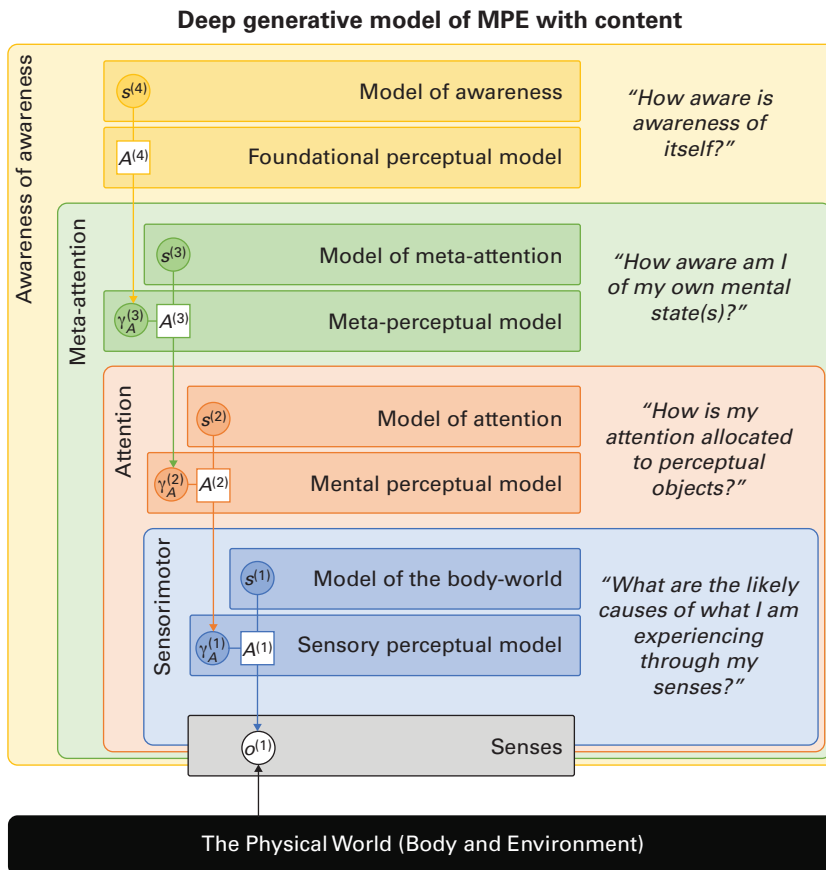 Deep generative model of MPE with content
Awareness of awareness
s(4)
Model of awareness
A(4)
Foundational perceptual model
“How aware is
awareness of
itself?”
Meta-attention
s(3)
Model of meta-attention
γA(3)
A(3)
Meta-perceptual model
“How aware am I
of my own mental
state(s)?”
Attention
s(2)
Model of attention
γA(2)
A(2)
Mental perceptual model
“How is my
attention allocated
to perceptual
objects?”
Sensorimotor
s(1)
Model of the body-world
γA(1)
A(1)
Sensory perceptual model
“What are the likely
causes of what I am
experiencing
through my
senses?”
o(1)
Senses
The Physical World (Body and Environment)